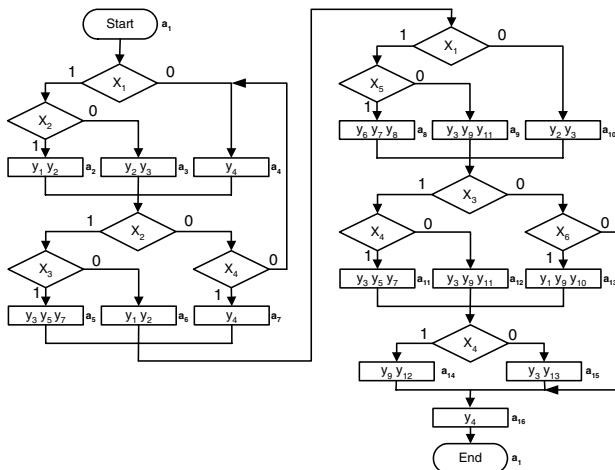 Start a₁
1 X₁ 0
1 X₂ 0
y₁ y₂ a₂ y₂ y₃ a₃ y₄ a₄
1 X₂ 0
1 X₃ 0 1 X₄ 0
y₃ y₅ y₇ a₅ y₁ y₂ a₆ y₄ a₇
1 X₁ 0
1 X₅ 0
y₆ y₇ y₈ a₈ y₃ y₉ y₁₁ a₉ y₂ y₃ a₁₀
1 X₃ 0
1 X₄ 0 1 X₆ 0
y₃ y₅ y₇ a₁₁ y₃ y₉ y₁₁ a₁₂ y₁ y₉ y₁₀ a₁₃
1 X₄ 0
y₉ y₁₂ a₁₄ y₃ y₁₃ a₁₅
y₄ a₁₆
End a₁